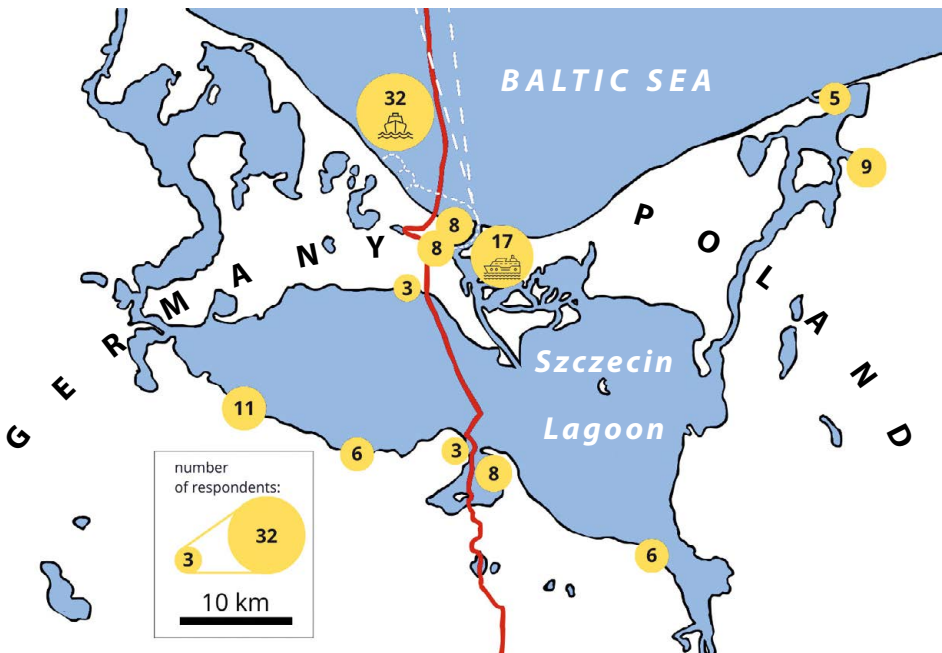 BALTIC SEA
32
5
9
8
8
17
3
GERMANY
POLAND
Szczecin
Lagoon
11
6
3
8
6
number
of respondents:
3
32
10 km